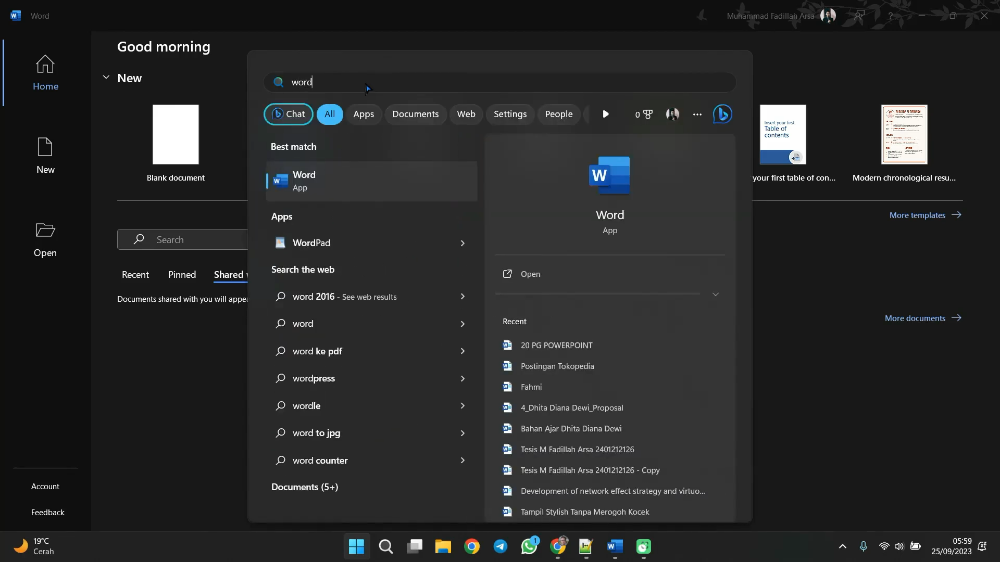 Word
Muhammad Fadillah Arsa
?
Home
New
Open
Account
Feedback
Good morning
New
Blank document
Search
Recent
Pinned
Shared
Documents shared with you will appe
word
Chat
All
Apps
Documents
Web
Settings
People
0
Best match
Word
App
Apps
WordPad
Search the web
word 2016 - See web results
word
word ke pdf
wordpress
wordle
word to jpg
word counter
Documents (5+)
W
Word
App
Open
Recent
20 PG POWERPOINT
Postingan Tokopedia
Fahmi
4_Dhita Diana Dewi_Proposal
Bahan Ajar Dhita Diana Dewi
Tesis M Fadillah Arsa 2401212126
Tesis M Fadillah Arsa 2401212126 - Copy
Development of network effect strategy and virtuo...
Tampil Stylish Tanpa Merogoh Kocek
Insert your first
Table of
contents
your first table of con...
Modern chronological resu...
More templates
More documents
19°C
Cerah
1
05:59
25/09/2023